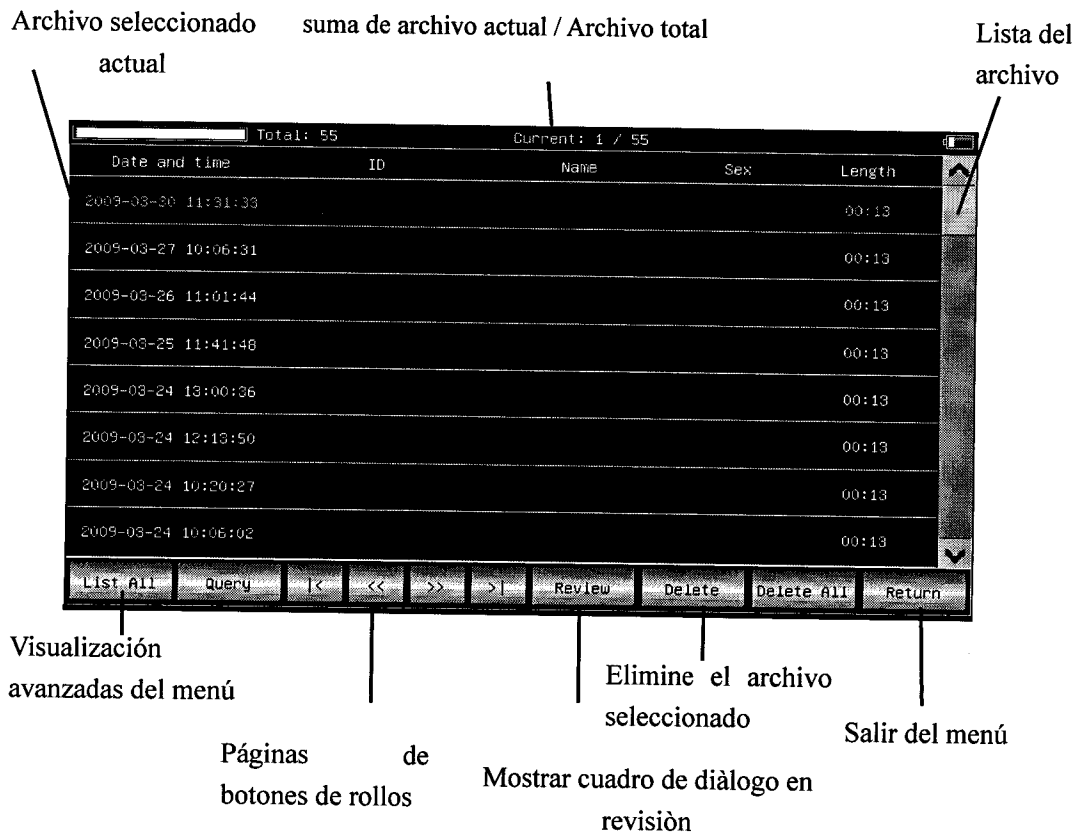 Archivo seleccionado
actual
suma de archivo actual / Archivo total
Lista del
archivo
Total: 55 Current: 1 / 55
Date and time ID Name Sex Length
2009-03-30 11:31:33 00:13
2009-03-27 10:06:31 00:13
2009-03-26 11:01:44 00:13
2009-03-25 11:41:48 00:13
2009-03-24 13:00:36 00:13
2009-03-24 12:13:50 00:13
2009-03-24 10:20:27 00:13
2009-03-24 10:06:02 00:13
List All Query |< << >> >| Review Delete Delete All Return
Visualización
avanzadas del menú
Páginas de
botones de rollos
Mostrar cuadro de diàlogo en
revisiòn
Elimine el archivo
seleccionado
Salir del menú